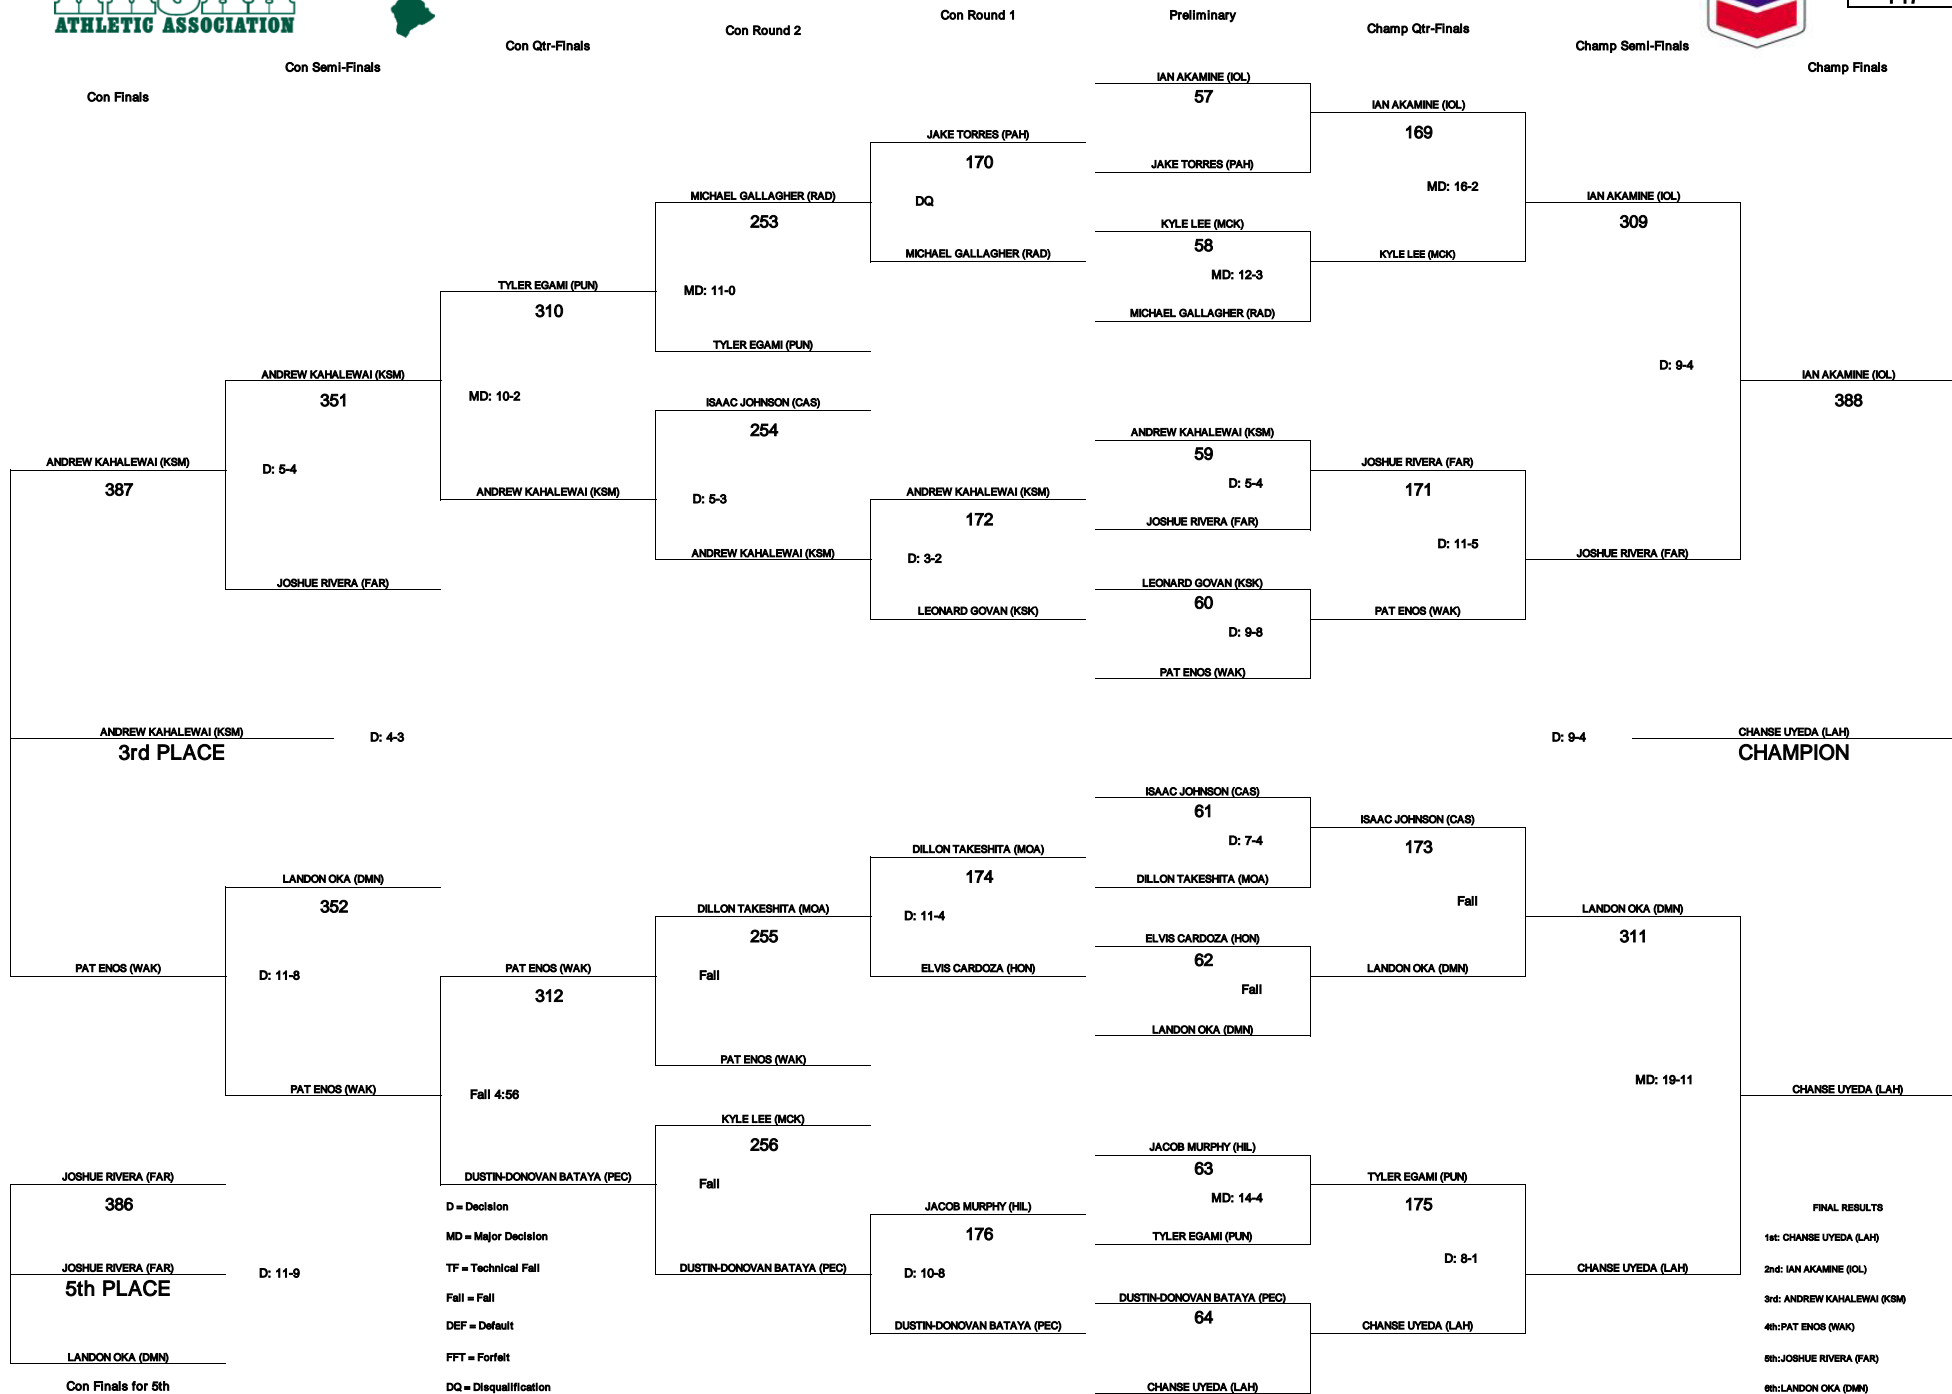 ATHLETIC ASSOCIATION
Con Finals
Con Semi-Finals
Con Qtr-Finals
Con Round 2
Con Round 1
Preliminary
Champ Qtr-Finals
Champ Semi-Finals
Champ Finals
IAN AKAMINE (IOL)
57
JAKE TORRES (PAH)
KYLE LEE (MCK)
58
MD: 12-3
MICHAEL GALLAGHER (RAD)
ANDREW KAHALEWAI (KSM)
59
D: 5-4
JOSHUE RIVERA (FAR)
LEONARD GOVAN (KSK)
60
D: 9-8
PAT ENOS (WAK)
ISAAC JOHNSON (CAS)
61
D: 7-4
DILLON TAKESHITA (MOA)
ELVIS CARDOZA (HON)
62
Fall
LANDON OKA (DMN)
JACOB MURPHY (HIL)
63
MD: 14-4
TYLER EGAMI (PUN)
DUSTIN-DONOVAN BATAYA (PEC)
64
CHANSE UYEDA (LAH)
IAN AKAMINE (IOL)
169
MD: 16-2
KYLE LEE (MCK)
JOSHUE RIVERA (FAR)
171
D: 11-5
PAT ENOS (WAK)
ISAAC JOHNSON (CAS)
173
Fall
LANDON OKA (DMN)
TYLER EGAMI (PUN)
175
D: 8-1
CHANSE UYEDA (LAH)
IAN AKAMINE (IOL)
309
D: 9-4
JOSHUE RIVERA (FAR)
LANDON OKA (DMN)
311
MD: 19-11
CHANSE UYEDA (LAH)
IAN AKAMINE (IOL)
388
D: 9-4
CHANSE UYEDA (LAH)
CHAMPION
CHANSE UYEDA (LAH)
JAKE TORRES (PAH)
170
DQ
MICHAEL GALLAGHER (RAD)
ANDREW KAHALEWAI (KSM)
172
D: 3-2
LEONARD GOVAN (KSK)
DILLON TAKESHITA (MOA)
174
D: 11-4
ELVIS CARDOZA (HON)
JACOB MURPHY (HIL)
176
D: 10-8
DUSTIN-DONOVAN BATAYA (PEC)
MICHAEL GALLAGHER (RAD)
253
MD: 11-0
TYLER EGAMI (PUN)
ISAAC JOHNSON (CAS)
254
D: 5-3
ANDREW KAHALEWAI (KSM)
DILLON TAKESHITA (MOA)
255
Fall
PAT ENOS (WAK)
KYLE LEE (MCK)
256
Fall
DUSTIN-DONOVAN BATAYA (PEC)
TYLER EGAMI (PUN)
310
MD: 10-2
ANDREW KAHALEWAI (KSM)
PAT ENOS (WAK)
312
Fall 4:56
DUSTIN-DONOVAN BATAYA (PEC)
ANDREW KAHALEWAI (KSM)
351
D: 5-4
JOSHUE RIVERA (FAR)
LANDON OKA (DMN)
352
D: 11-8
PAT ENOS (WAK)
ANDREW KAHALEWAI (KSM)
387
ANDREW KAHALEWAI (KSM)
3rd PLACE
D: 4-3
PAT ENOS (WAK)
JOSHUE RIVERA (FAR)
386
JOSHUE RIVERA (FAR)
5th PLACE
D: 11-9
LANDON OKA (DMN)
Con Finals for 5th
D = Decision
MD = Major Decision
TF = Technical Fall
Fall = Fall
DEF = Default
FFT = Forfeit
DQ = Disqualification
FINAL RESULTS
1st: CHANSE UYEDA (LAH)
2nd: IAN AKAMINE (IOL)
3rd: ANDREW KAHALEWAI (KSM)
4th:PAT ENOS (WAK)
5th:JOSHUE RIVERA (FAR)
6th:LANDON OKA (DMN)